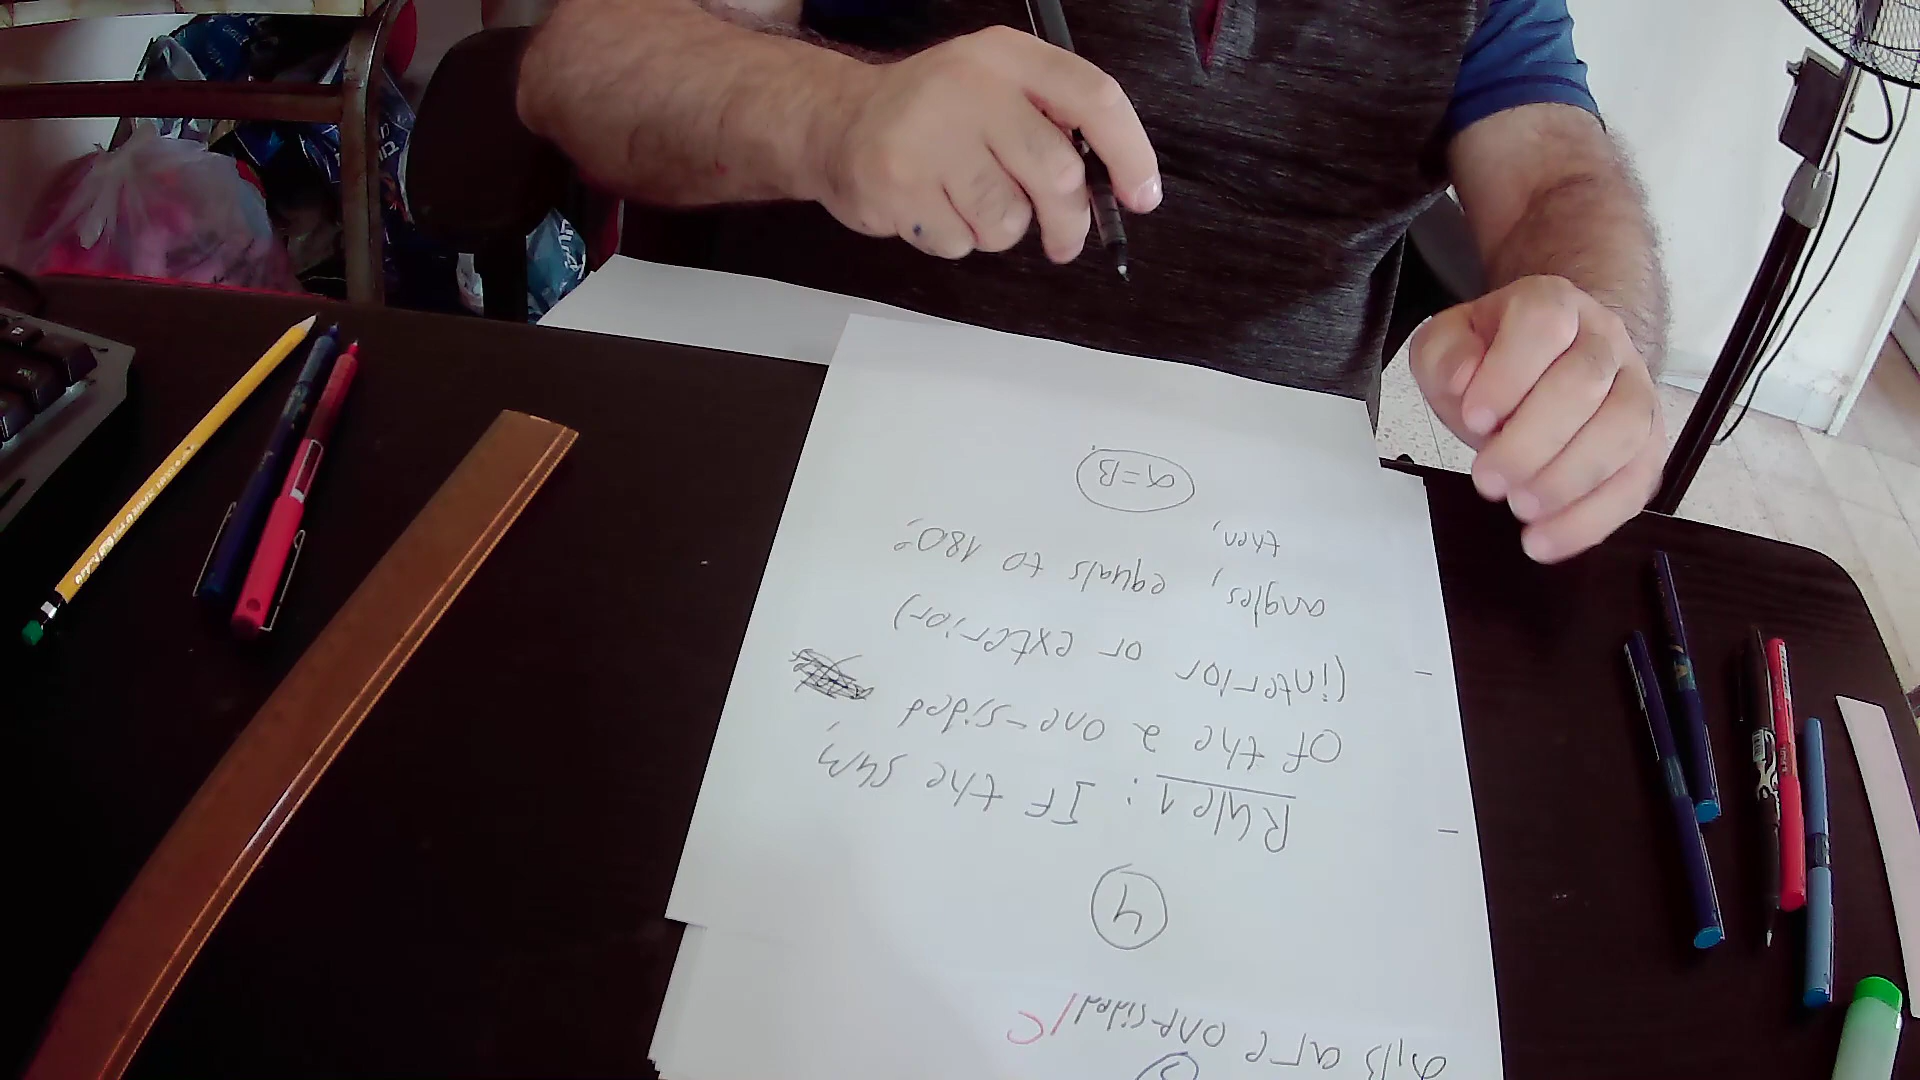 α,β are one-sided/C
4
Rule 1: If the sum,
of the 2 one-sided
(interior or exterior)
angles, equals to 180°,
then,
α=β